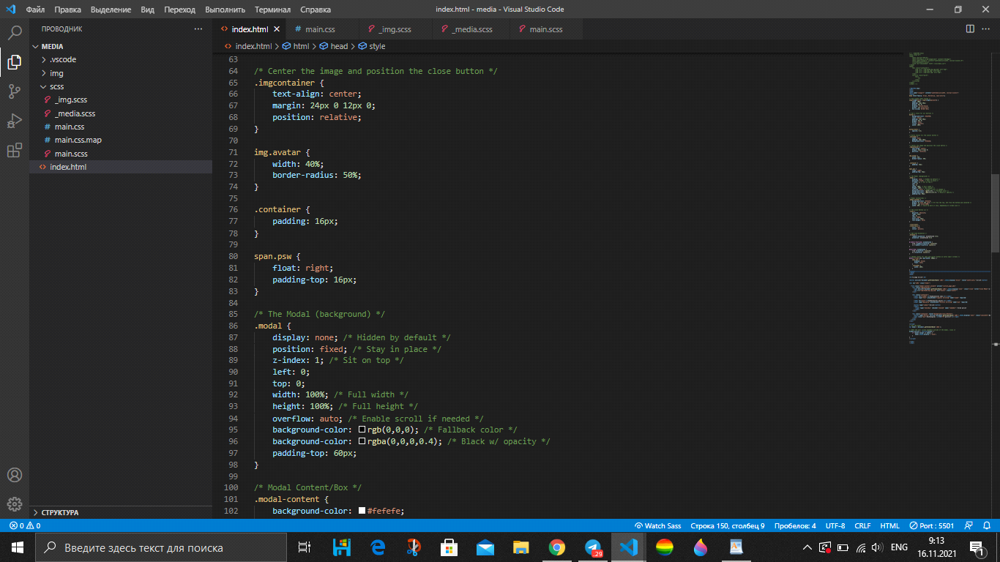 Файл Правка Выделение Вид Переход Выполнить Терминал Справка index.html - media - Visual Studio Code
ПРОВОДНИК ··· index.html main.css _img.scss _media.scss main.scss ···
MEDIA index.html > html > head > style
.vscode
img
scss
_img.scss
_media.scss
main.css
main.css.map
main.scss
index.html
63
64 /* Center the image and position the close button */
65 .imgcontainer {
66 text-align: center;
67 margin: 24px 0 12px 0;
68 position: relative;
69 }
70
71 img.avatar {
72 width: 40%;
73 border-radius: 50%;
74 }
75
76 .container {
77 padding: 16px;
78 }
79
80 span.psw {
81 float: right;
82 padding-top: 16px;
83 }
84
85 /* The Modal (background) */
86 .modal {
87 display: none; /* Hidden by default */
88 position: fixed; /* Stay in place */
89 z-index: 1; /* Sit on top */
90 left: 0;
91 top: 0;
92 width: 100%; /* Full width */
93 height: 100%; /* Full height */
94 overflow: auto; /* Enable scroll if needed */
95 background-color: rgb(0,0,0); /* Fallback color */
96 background-color: rgba(0,0,0,0.4); /* Black w/ opacity */
97 padding-top: 60px;
98 }
99
100 /* Modal Content/Box */
101 .modal-content {
102 background-color: #fefefe;
СТРУКТУРА
0 0 Watch Sass Строка 150, столбец 9 Пробелов: 4 UTF-8 CRLF HTML Port : 5501
Введите здесь текст для поиска 29 ENG 9:13
16.11.2021 1